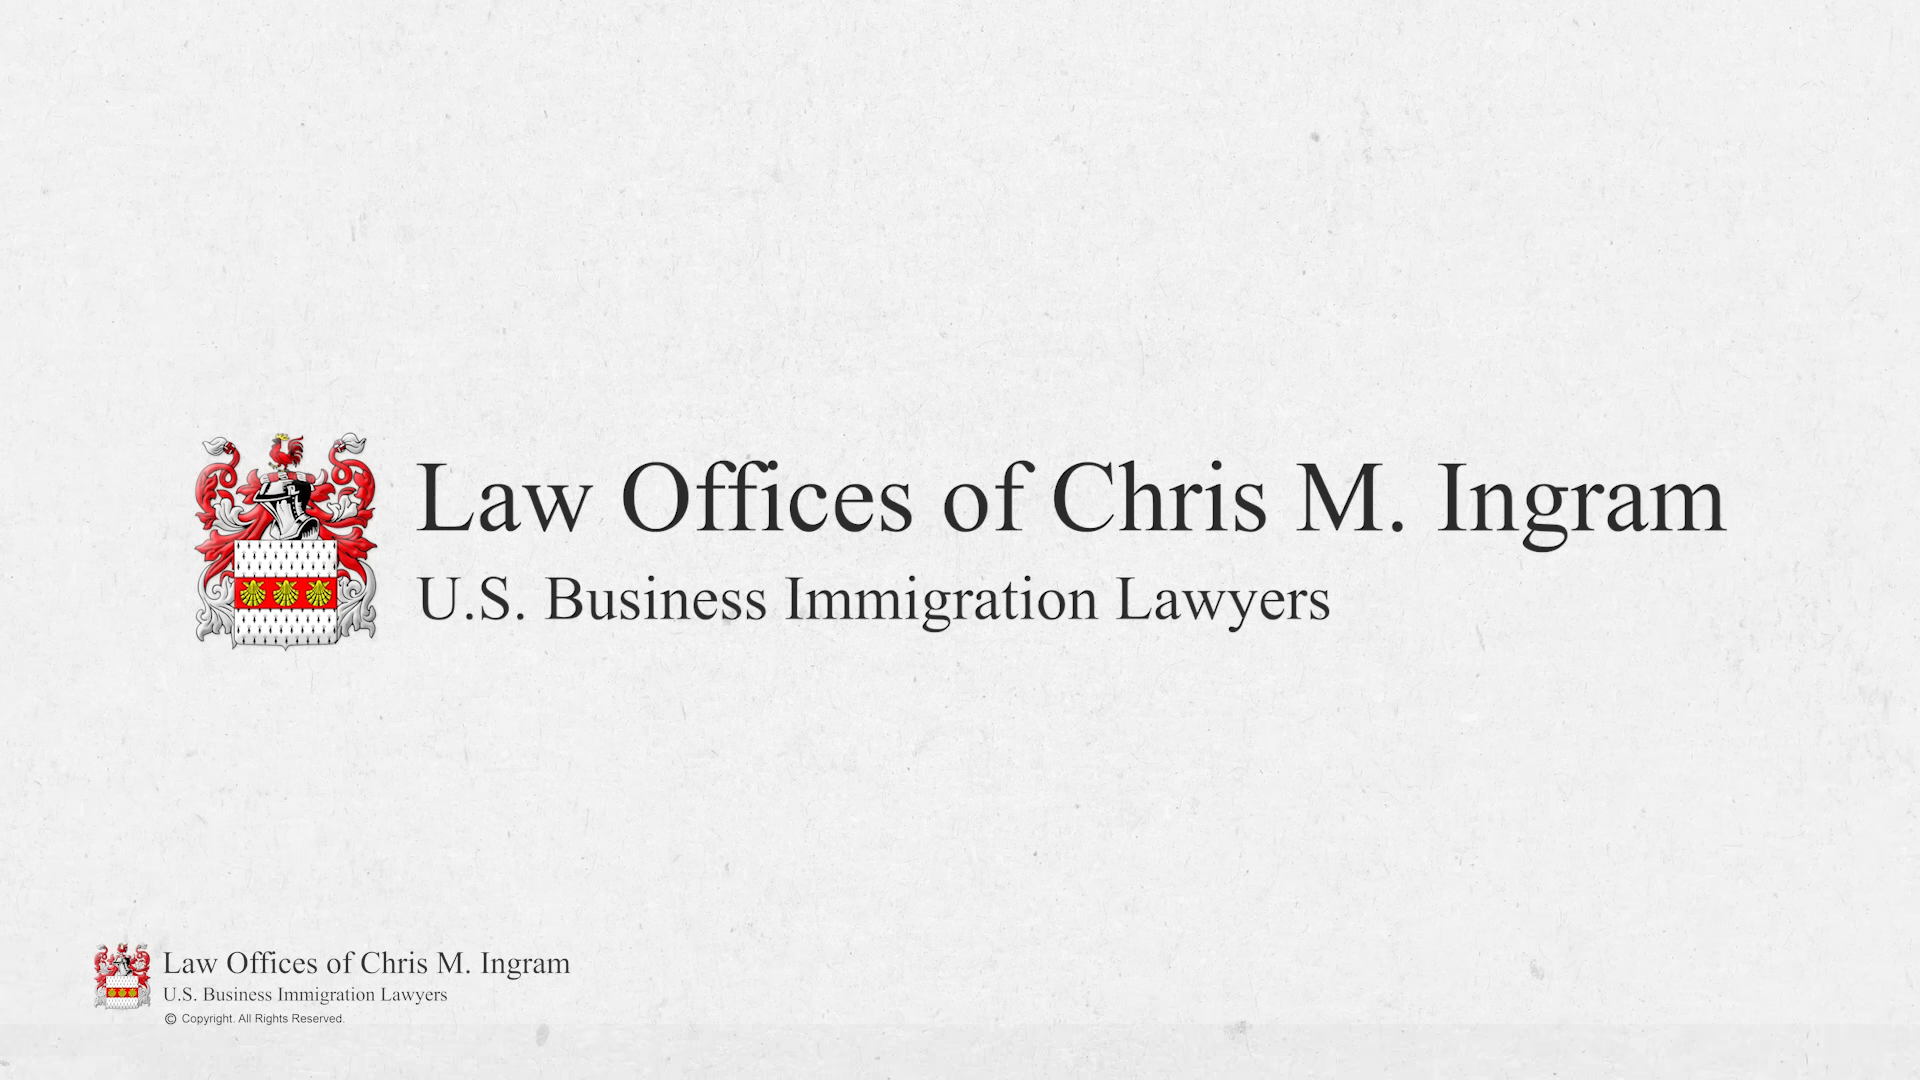 Law Offices of Chris M. Ingram
U.S. Business Immigration Lawyers
Law Offices of Chris M. Ingram
U.S. Business Immigration Lawyers
© Copyright. All Rights Reserved.